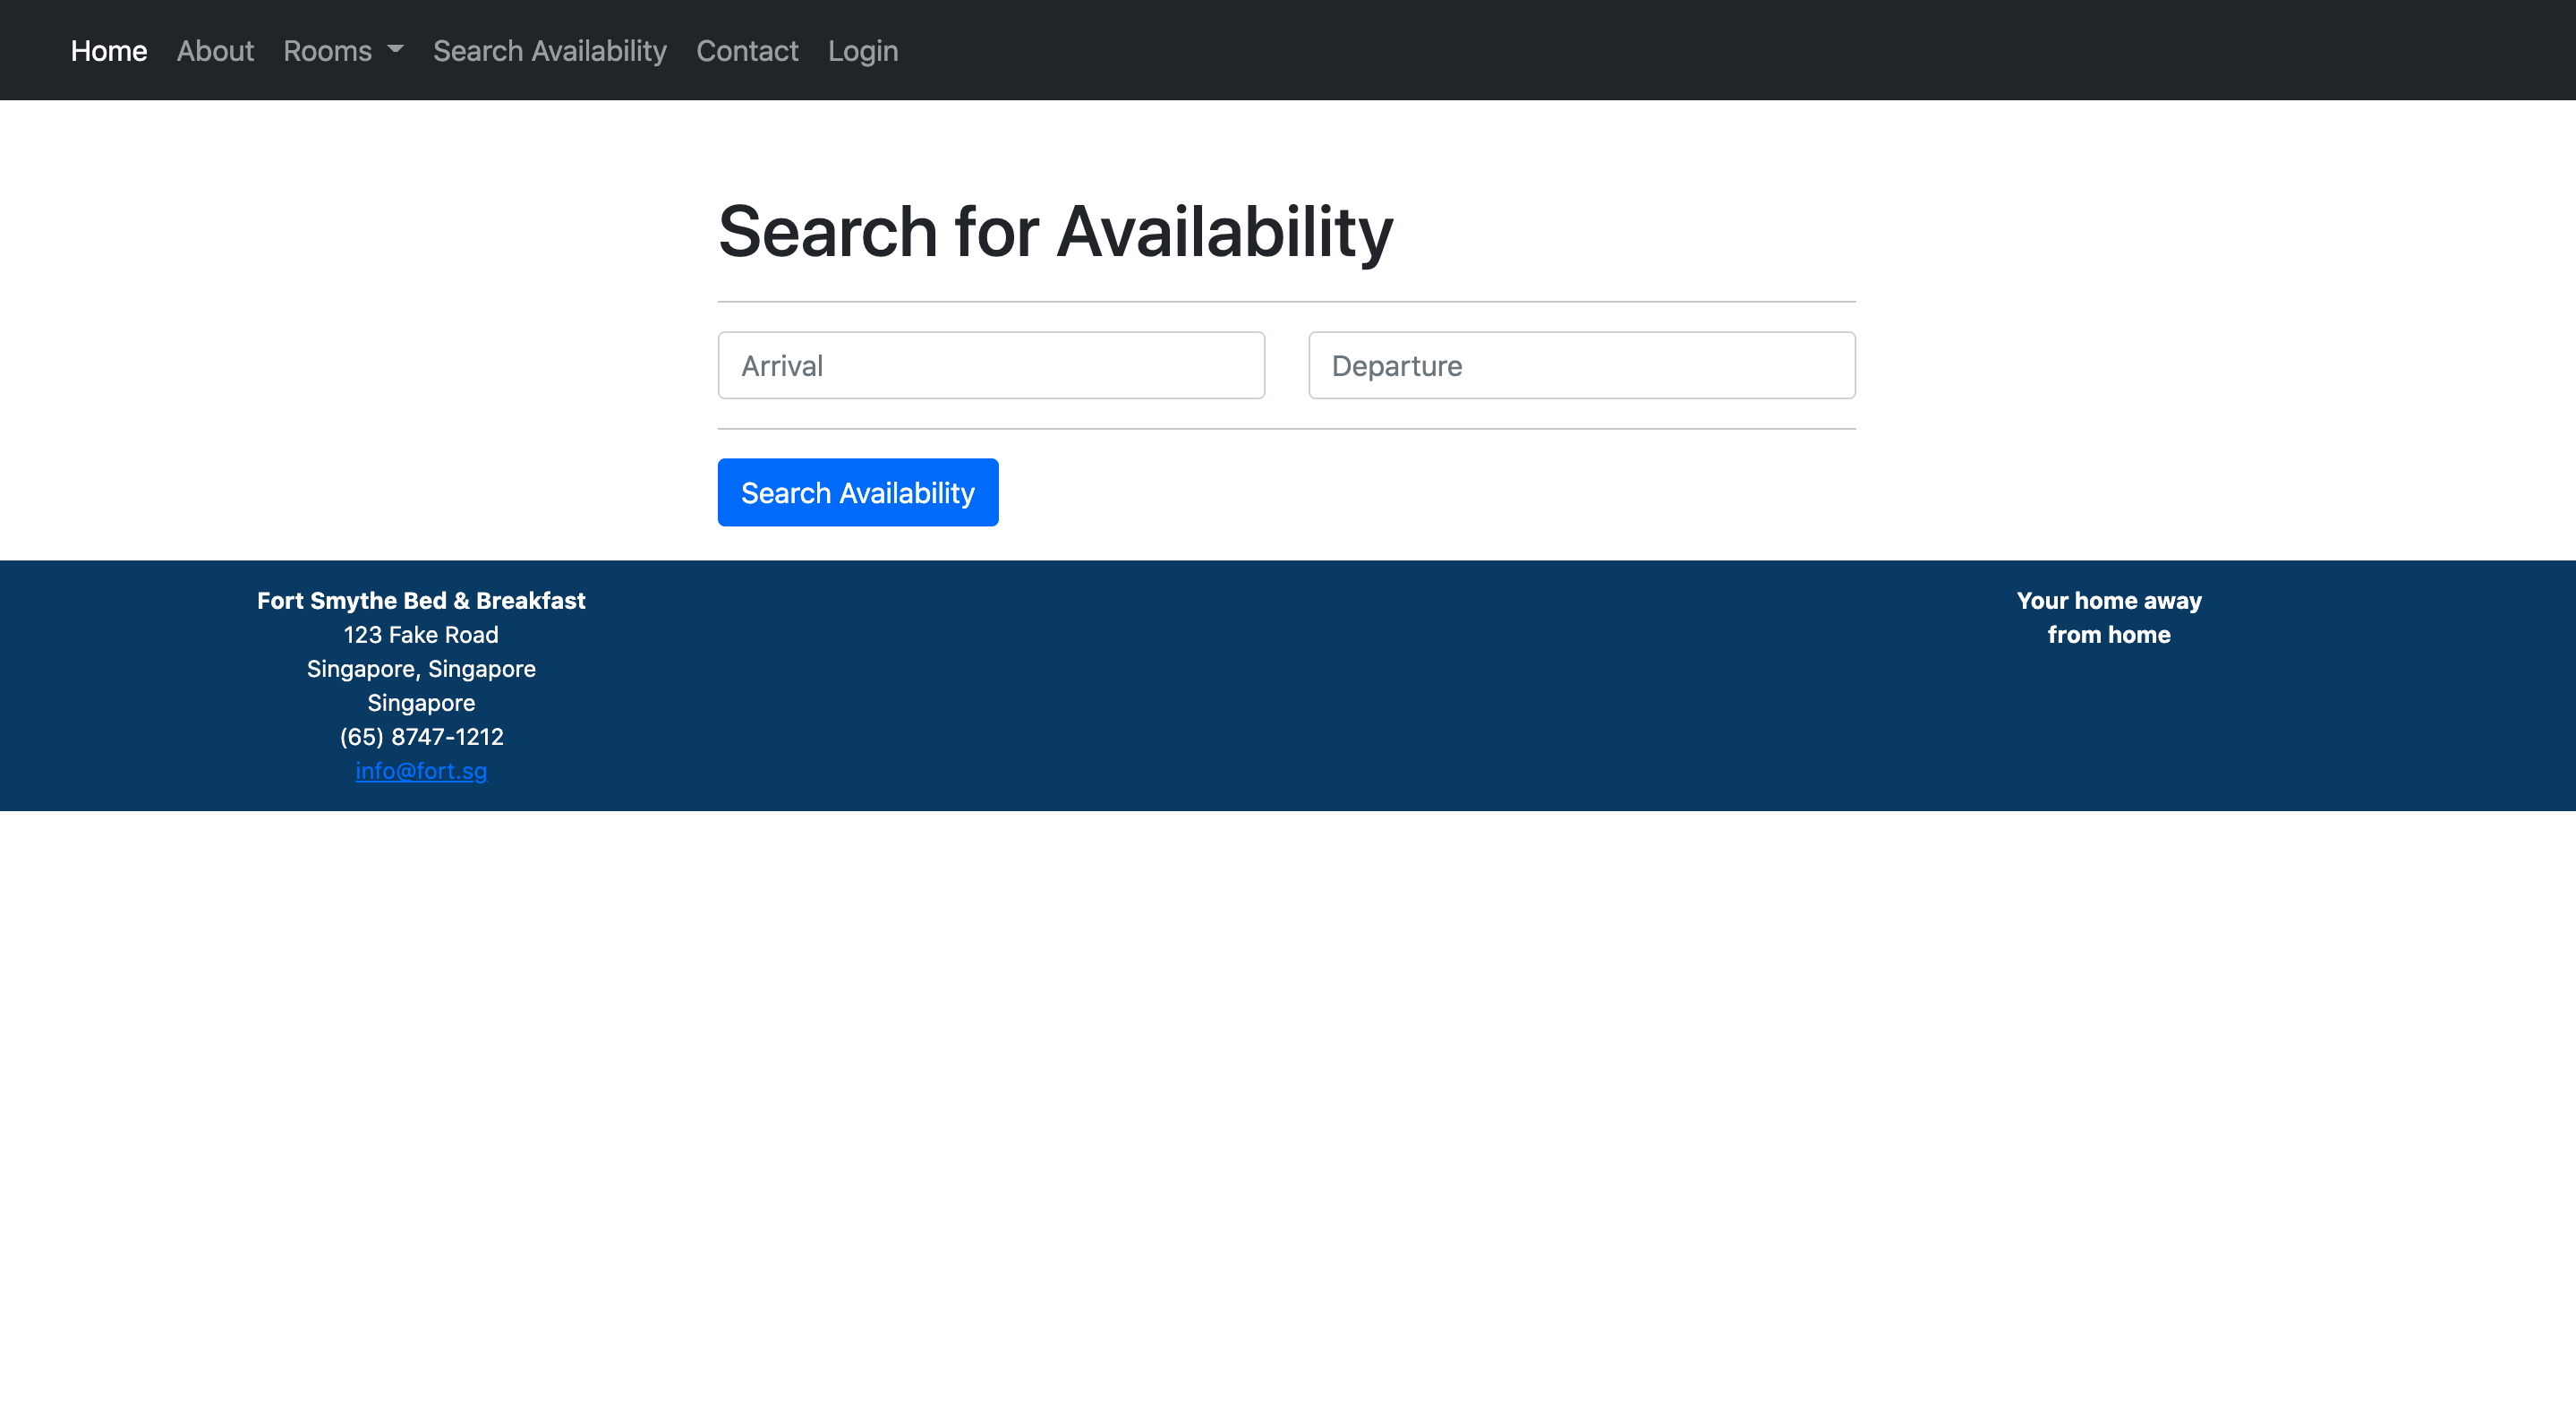 Home About Rooms Search Availability Contact Login
Search for Availability
Arrival Departure
Search Availability
Fort Smythe Bed & Breakfast
123 Fake Road
Singapore, Singapore
Singapore
(65) 8747-1212
info@fort.sg
Your home away
from home